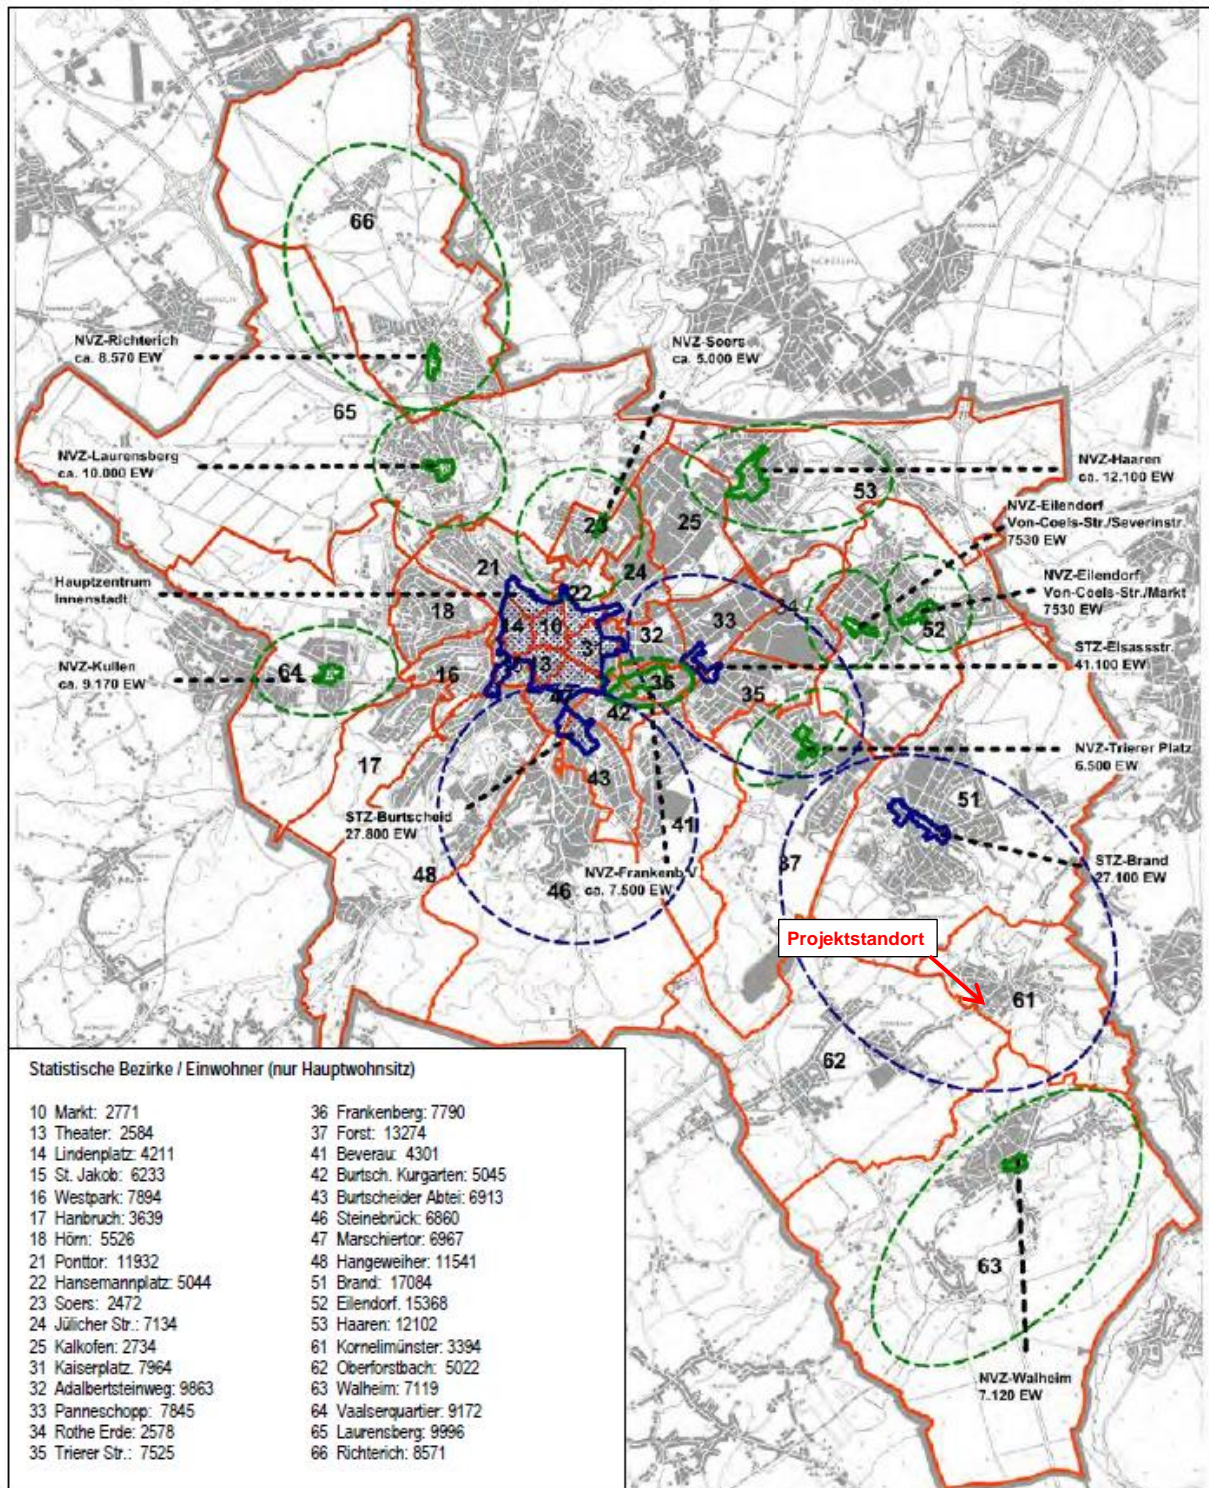 66
NVZ-Richterich
ca. 8.570 EW
NVZ-Soers
ca. 5.000 EW
65
NVZ-Laurensberg
ca. 10.000 EW
NVZ-Haaren
ca. 12.100 EW
53
NVZ-Eilendorf
Von-Coels-Str./Severinstr.
7530 EW
23
25
21
24
Hauptzentrum
Innenstadt
22
NVZ-Eilendorf
Von-Coels-Str./Markt
7530 EW
18
14
10
32
33
34
52
31
STZ-Elsassstr.
41.100 EW
64
NVZ-Kullen
ca. 9.170 EW
16
13
36
35
47
42
NVZ-Trierer Platz
6.500 EW
17
43
51
STZ-Burtscheid
27.800 EW
41
37
STZ-Brand
27.100 EW
48
46
NVZ-Frankenb.V
ca. 7.500 EW
Projektstandort
61
62
63
NVZ-Walheim
7.120 EW
Statistische Bezirke / Einwohner (nur Hauptwohnsitz)
10 Markt: 2771
13 Theater: 2584
14 Lindenplatz: 4211
15 St. Jakob: 6233
16 Westpark: 7894
17 Hanbruch: 3639
18 Hörn: 5526
21 Ponttor: 11932
22 Hansemannplatz: 5044
23 Soers: 2472
24 Jülicher Str.: 7134
25 Kalkofen: 2734
31 Kaiserplatz. 7964
32 Adalbertsteinweg: 9863
33 Panneschopp: 7845
34 Rothe Erde: 2578
35 Trierer Str.: 7525
36 Frankenberg: 7790
37 Forst: 13274
41 Beverau: 4301
42 Burtsch. Kurgarten: 5045
43 Burtscheider Abtei: 6913
46 Steinebrück: 6860
47 Marschiertor: 6967
48 Hangeweiher: 11541
51 Brand: 17084
52 Eilendorf. 15368
53 Haaren: 12102
61 Kornelimünster: 3394
62 Oberforstbach: 5022
63 Walheim: 7119
64 Vaalserquartier: 9172
65 Laurensberg: 9996
66 Richterich: 8571